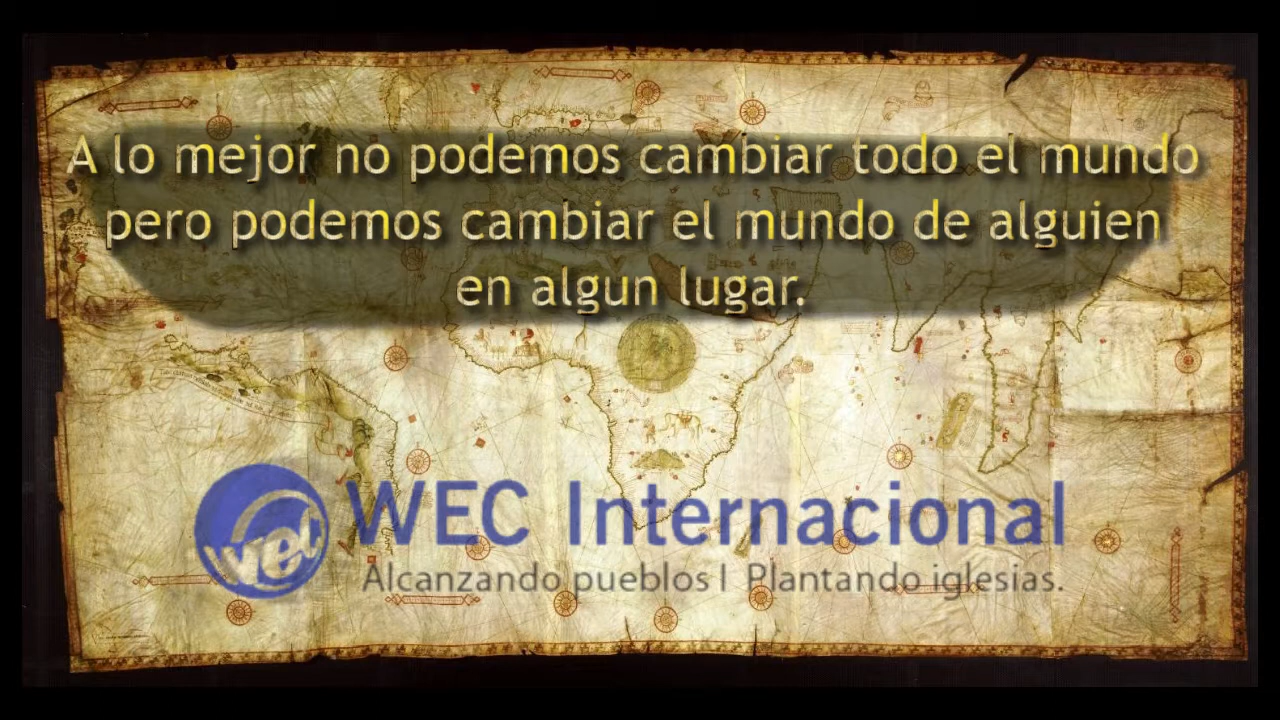 A lo mejor no podemos cambiar todo el mundo
pero podemos cambiar el mundo de alguien
en algun lugar.
wec WEC Internacional
Alcanzando pueblos | Plantando iglesias.